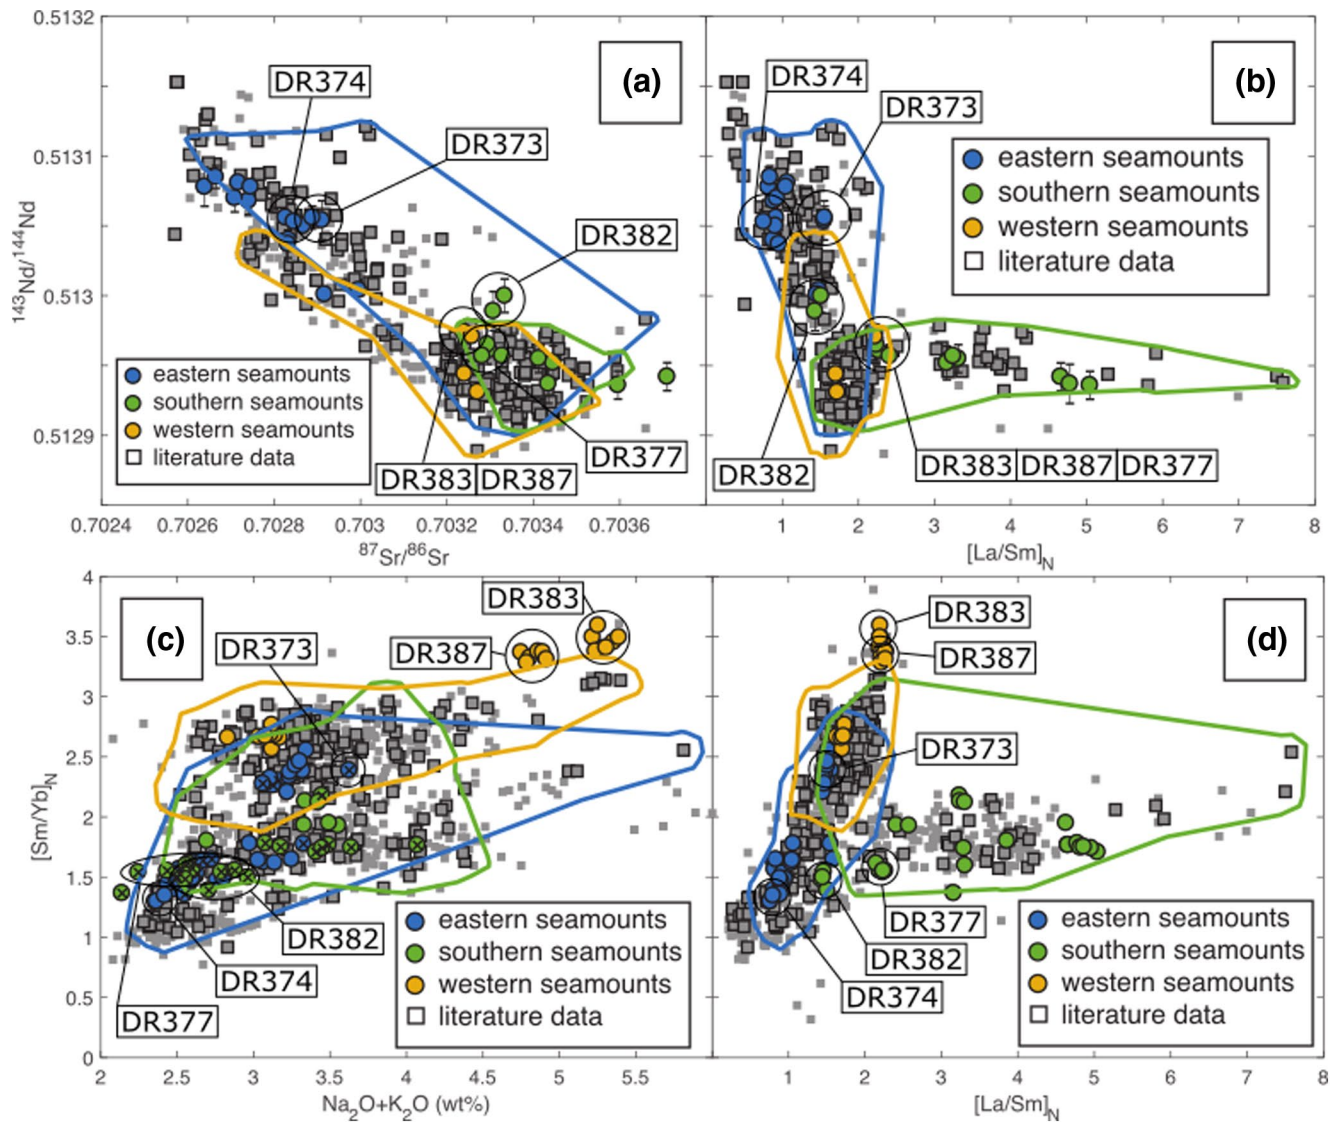 0.5132
0.5131
0.513
0.5129
¹⁴³Nd/¹⁴⁴Nd
(a)
DR374
DR373
DR382
DR377
DR383
DR387
eastern seamounts
southern seamounts
western seamounts
literature data
0.7024
0.7026
0.7028
0.703
0.7032
0.7034
0.7036
⁸⁷Sr/⁸⁶Sr
(b)
DR374
DR373
eastern seamounts
southern seamounts
western seamounts
literature data
DR382
DR383
DR387
DR377
1
2
3
4
5
6
7
8
[La/Sm]N
4
3.5
3
2.5
2
1.5
1
0.5
0
[Sm/Yb]N
(c)
DR383
DR373
DR387
DR382
DR374
DR377
eastern seamounts
southern seamounts
western seamounts
literature data
2
2.5
3
3.5
4
4.5
5
5.5
Na₂O+K₂O (wt%)
(d)
DR383
DR387
DR373
DR377
DR382
DR374
eastern seamounts
southern seamounts
western seamounts
literature data
1
2
3
4
5
6
7
8
[La/Sm]N